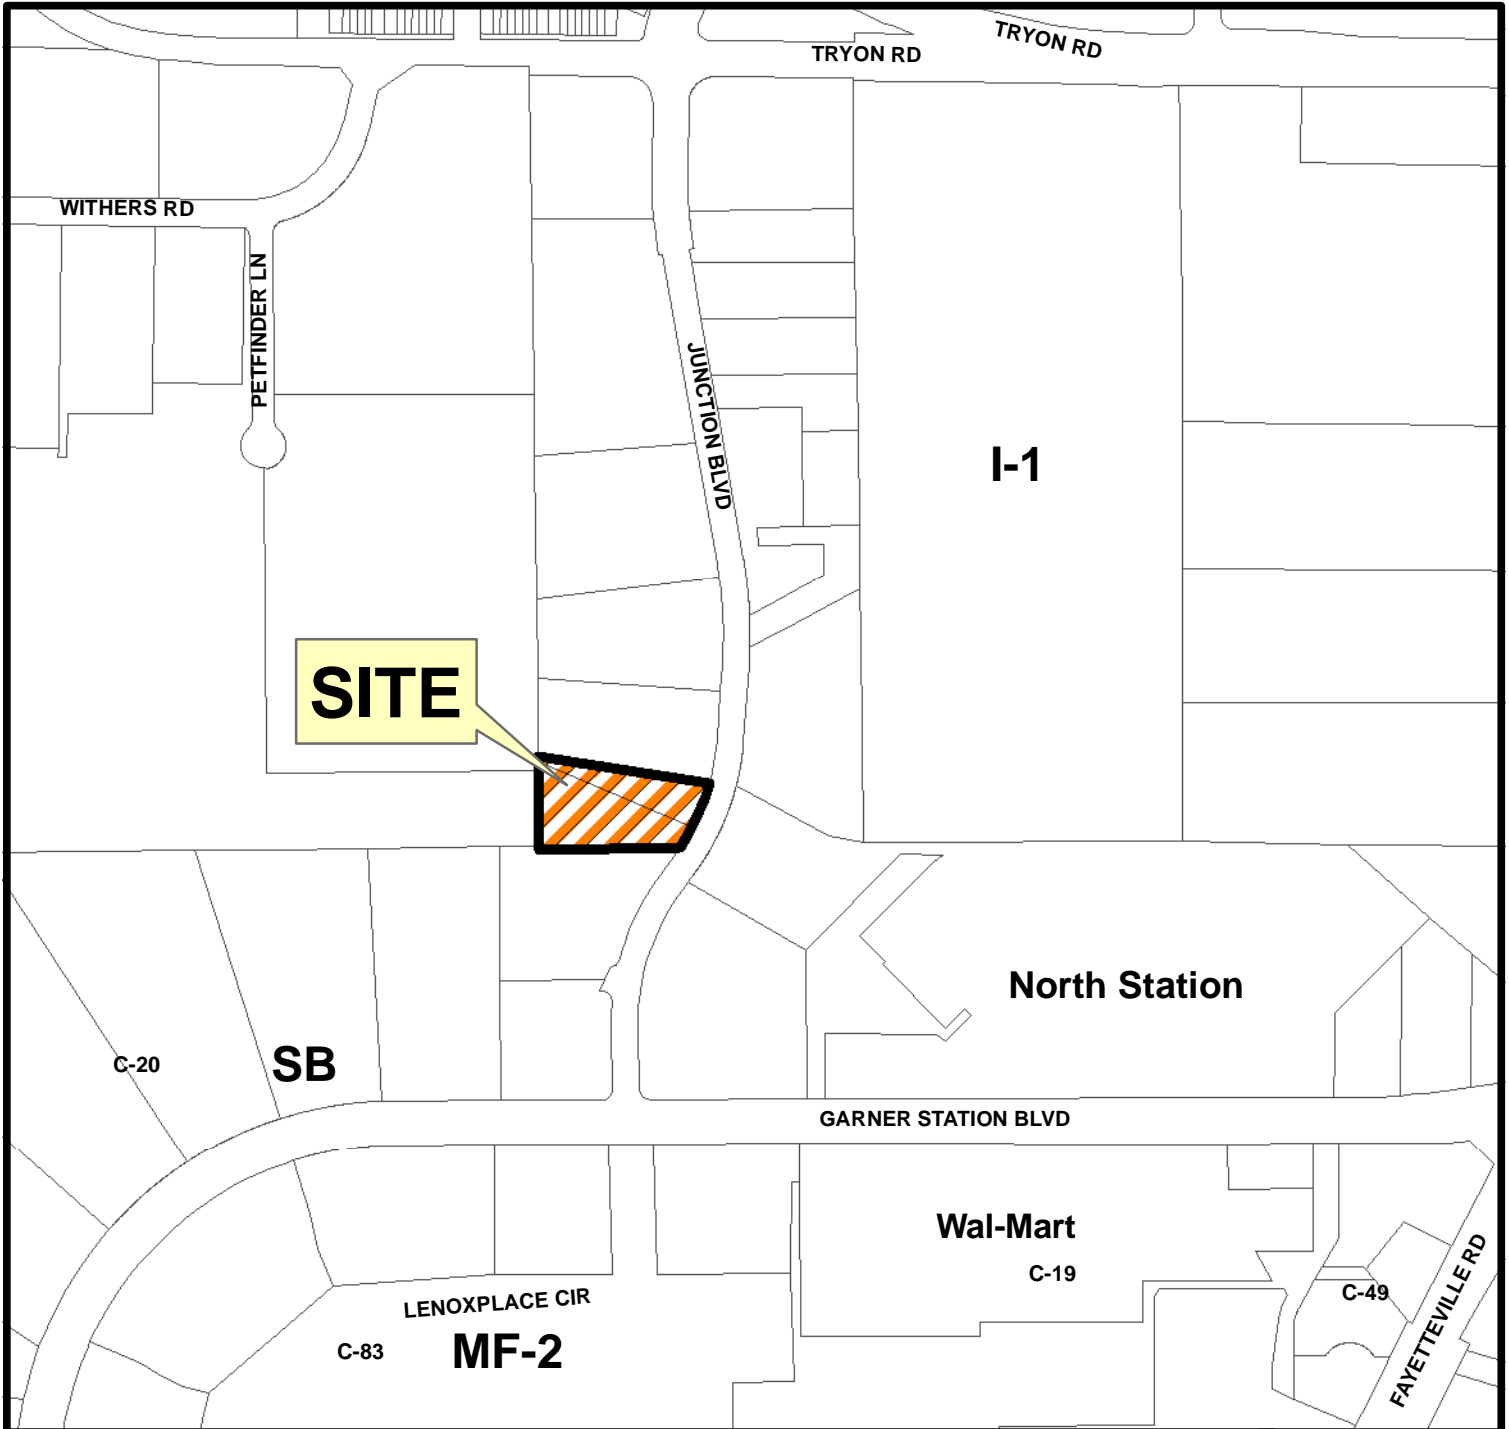 TRYON RD
TRYON RD
WITHERS RD
PETFINDER LN
JUNCTION BLVD
I-1
SITE
North Station
C-20
SB
GARNER STATION BLVD
Wal-Mart
C-19
C-49
FAYETTEVILLE RD
LENOXPLACE CIR
C-83
MF-2